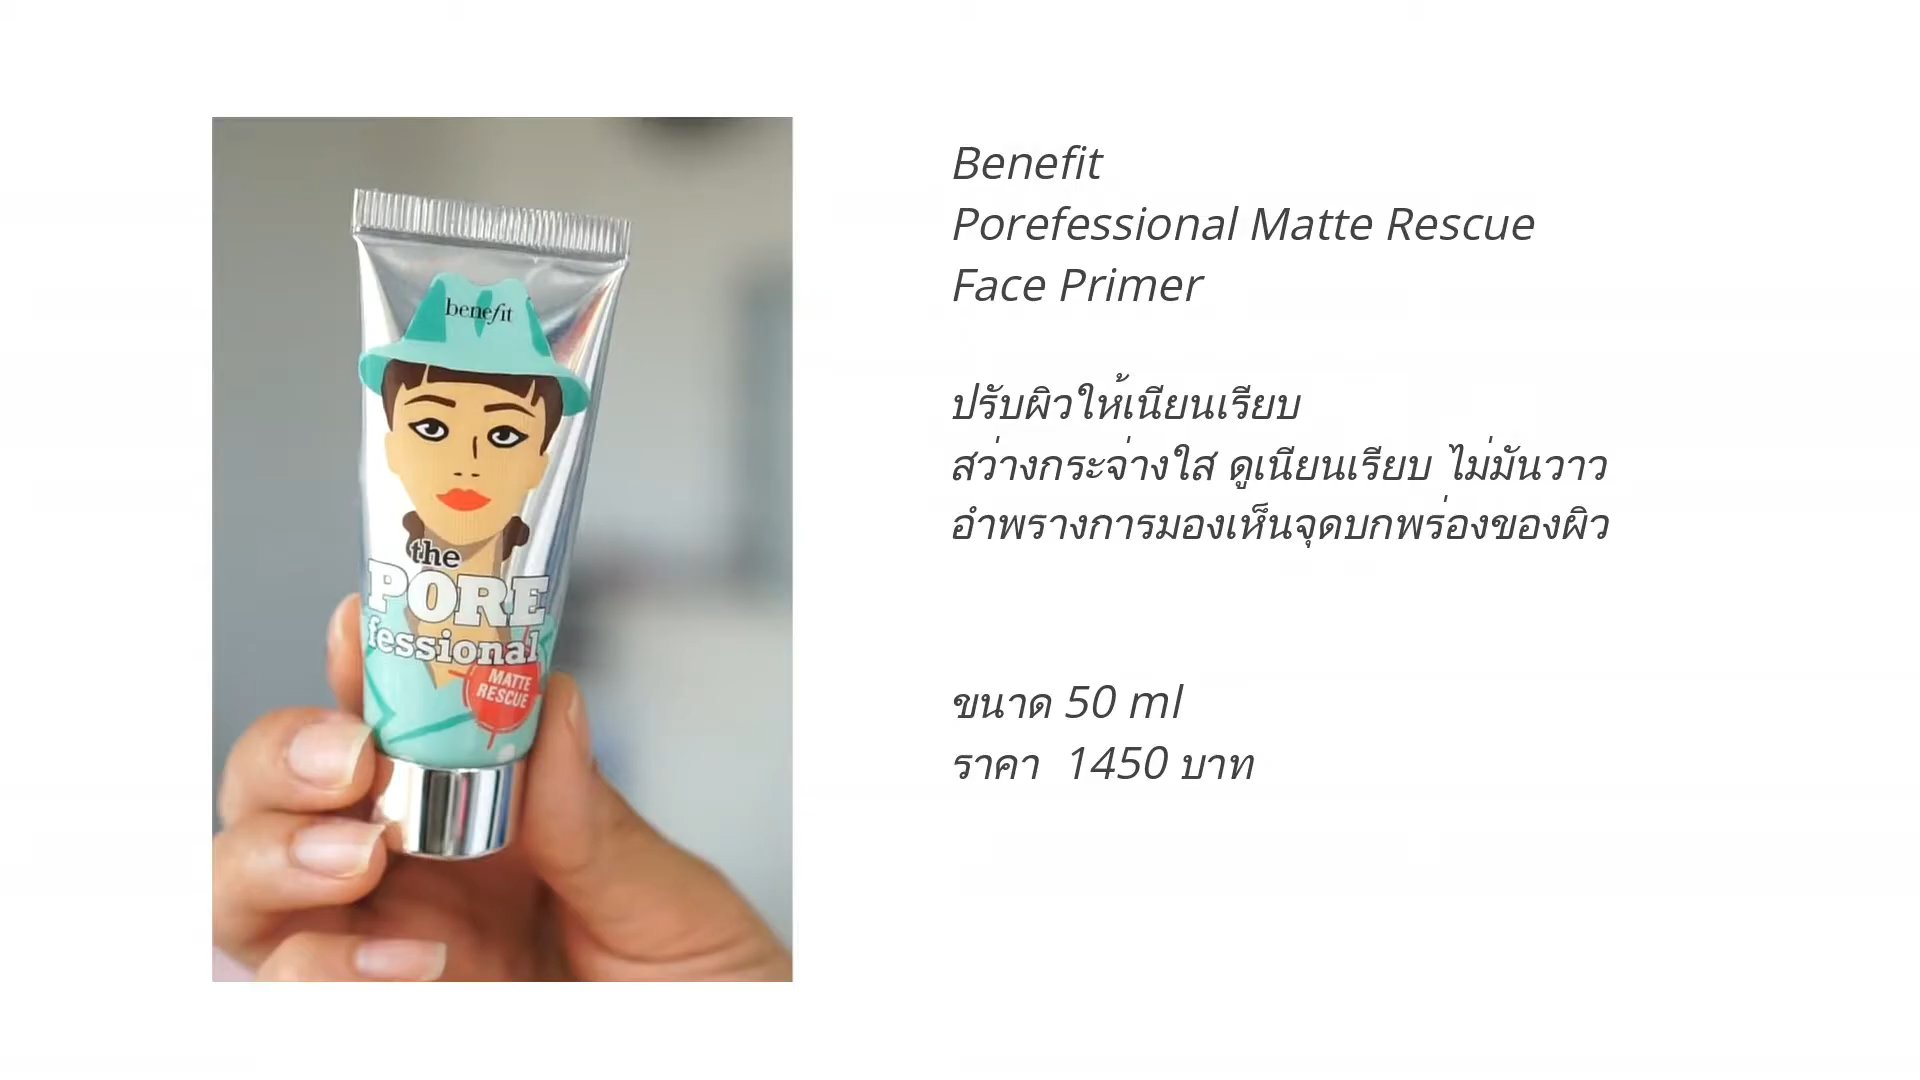 benefit
the
PORE
fessional
MATTE
RESCUE
Benefit
Porefessional Matte Rescue
Face Primer
ปรับผิวให้เนียนเรียบ
สว่างกระจ่างใส ดูเนียนเรียบ ไม่มันวาว
อำพรางการมองเห็นจุดบกพร่องของผิว
ขนาด 50 ml
ราคา 1450 บาท